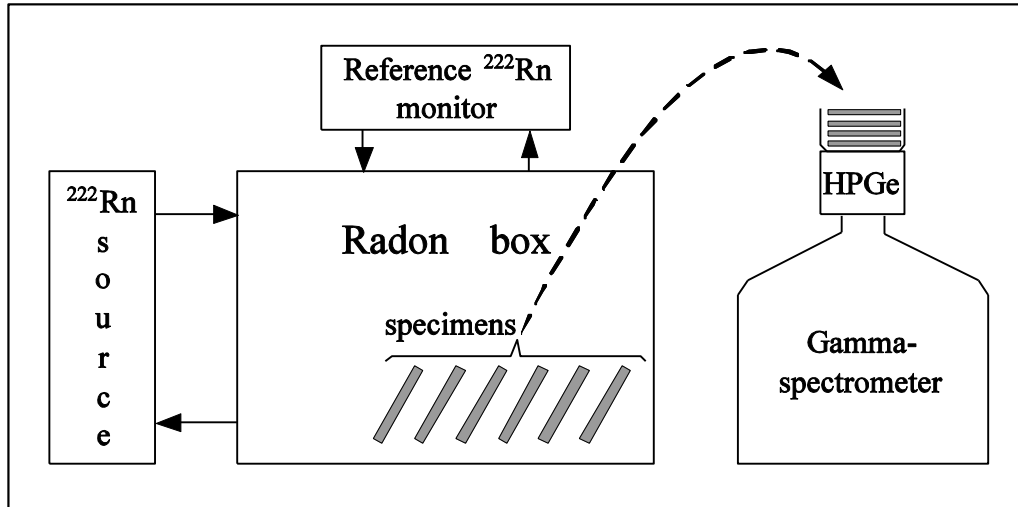 Reference ²²²Rn
monitor
²²²Rn
s
o
u
r
c
e
Radon box
specimens
HPGe
Gamma-
spectrometer